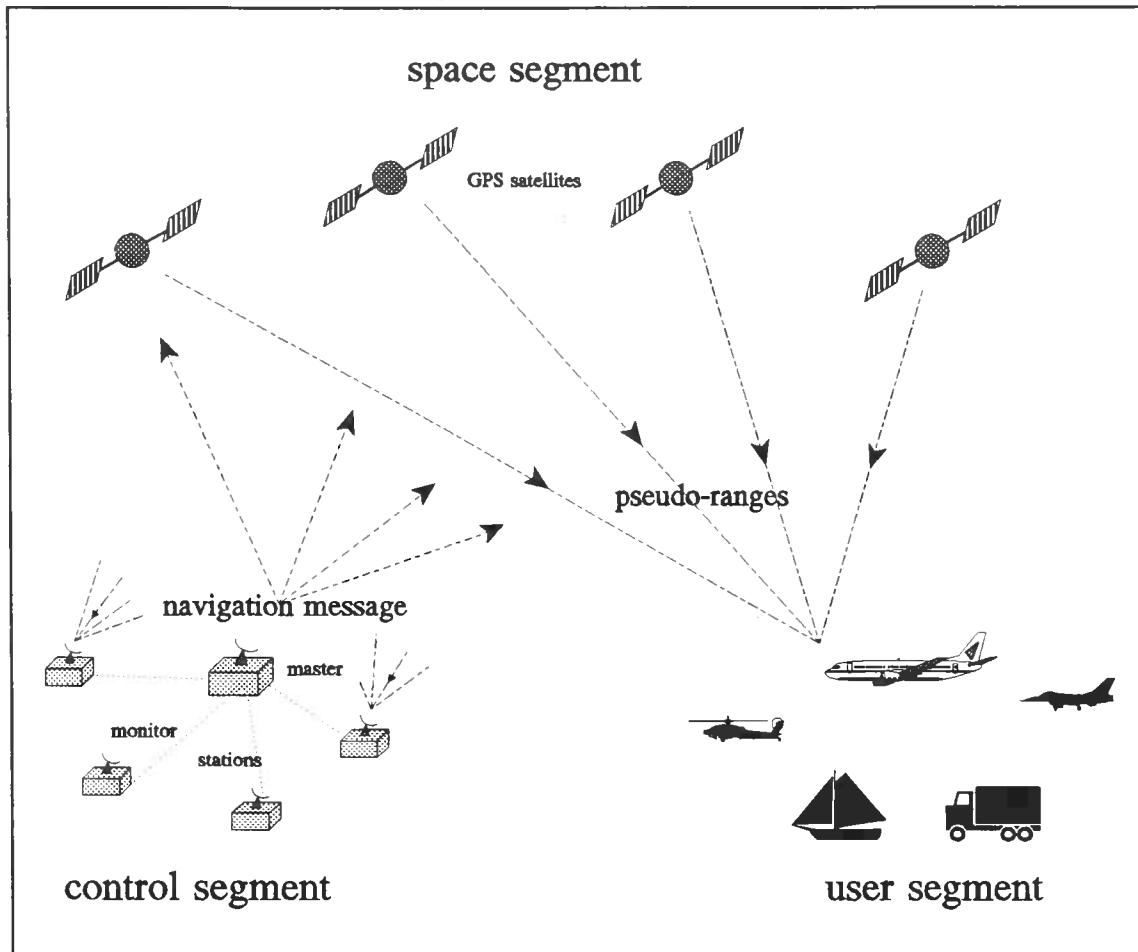 space segment
GPS satellites
pseudo-ranges
navigation message
master
monitor
stations
control segment
user segment